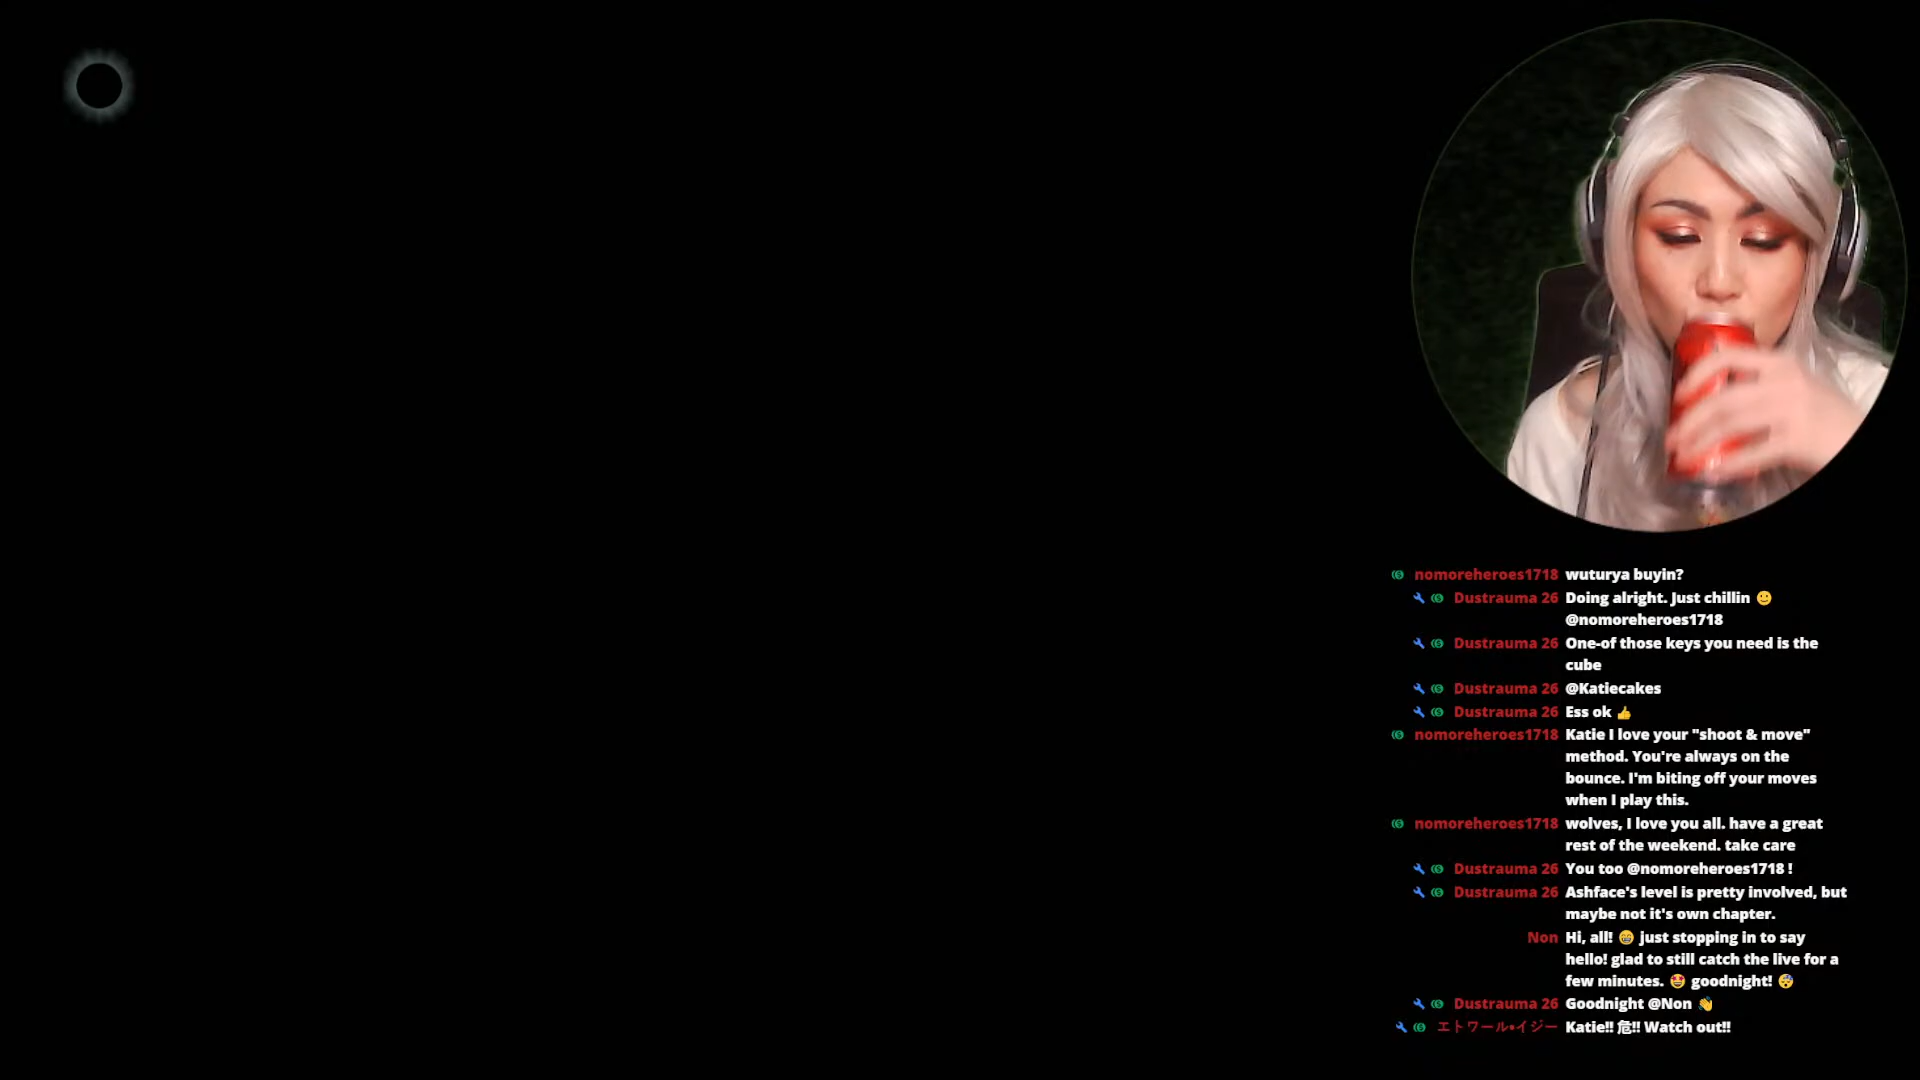 nomoreheroes1718 wuturya buyin?
Dustrauma 26 Doing alright. Just chillin 🙂
@nomoreheroes1718
Dustrauma 26 One-of those keys you need is the
cube
Dustrauma 26 @Katiecakes
Dustrauma 26 Ess ok 👍
nomoreheroes1718 Katie I love your "shoot & move"
method. You're always on the
bounce. I'm biting off your moves
when I play this.
nomoreheroes1718 wolves, I love you all. have a great
rest of the weekend. take care
Dustrauma 26 You too @nomoreheroes1718 !
Dustrauma 26 Ashface's level is pretty involved, but
maybe not it's own chapter.
Non Hi, all! 😁 just stopping in to say
hello! glad to still catch the live for a
few minutes. 🤩 goodnight! 😴
Dustrauma 26 Goodnight @Non 👋
エトワール•イジー Katie!! 危!! Watch out!!